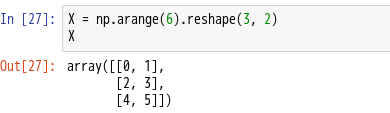 In [27]: X = np.arange(6).reshape(3, 2)
X
Out[27]: array([[0, 1],
[2, 3],
[4, 5]])